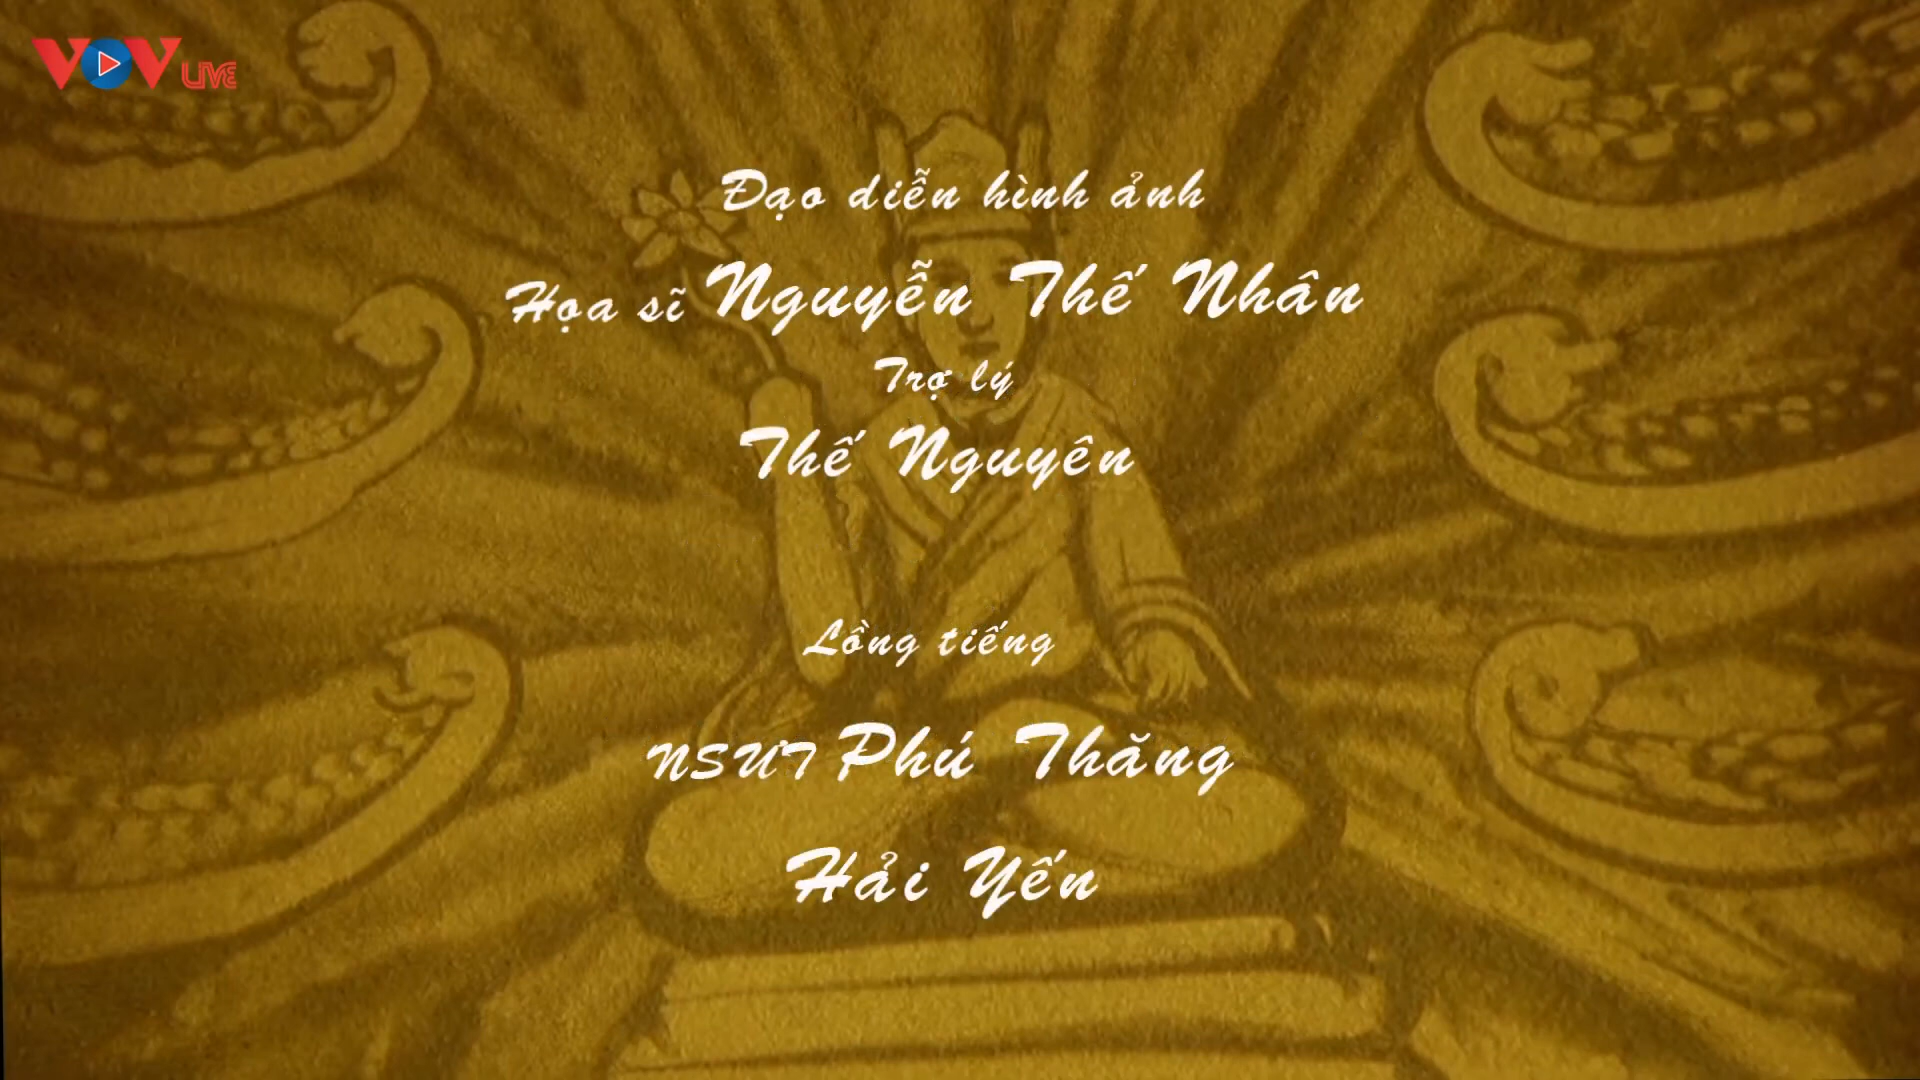 VOV LIVE
Đạo diễn hình ảnh
Họa sĩ Nguyễn Thế Nhân
Trợ lý
Thế Nguyên
Lồng tiếng
NSƯT Phú Thăng
Hải Yến